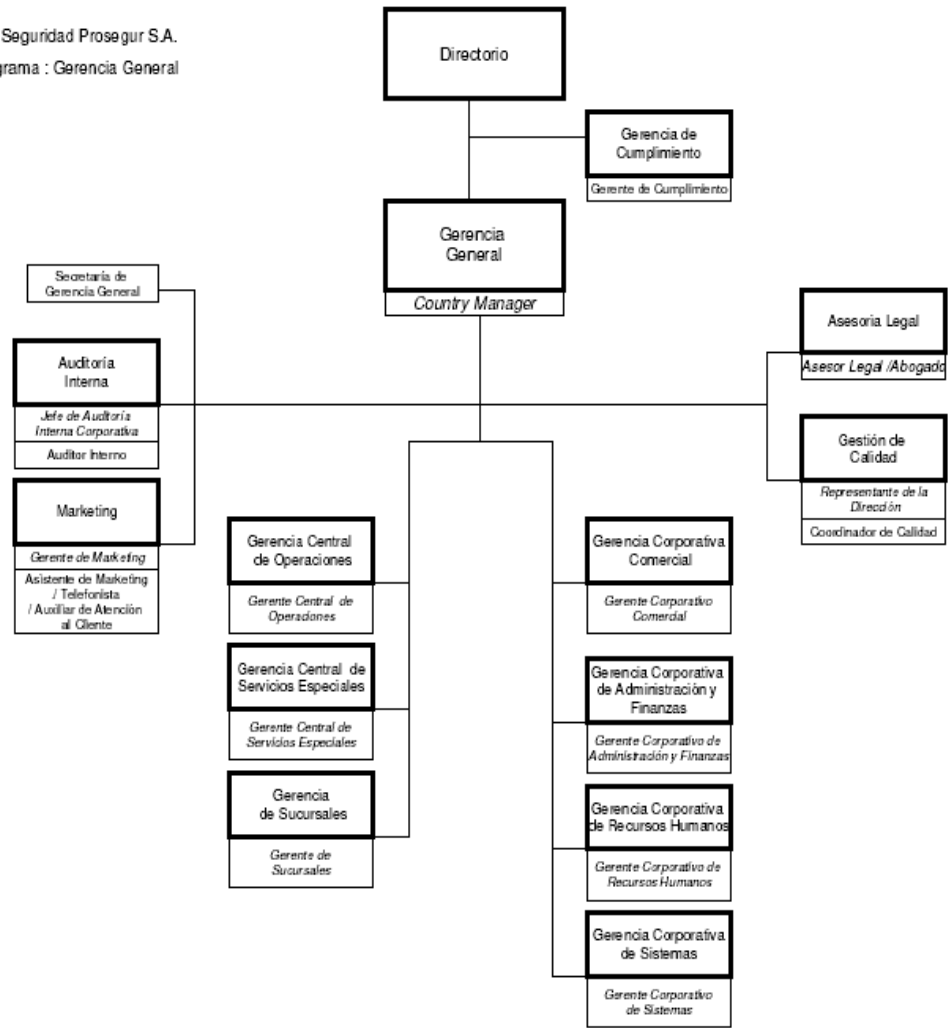 Seguridad Prosegur S.A.
grama : Gerencia General
Directorio
Gerencia de
Cumplimiento
Gerente de Cumplimiento
Gerencia
General
Country Manager
Secretaría de
Gerencia General
Auditoría
Interna
Jefe de Auditoría
Interna Corporativa
Auditor Interno
Marketing
Gerente de Marketing
Asistente de Marketing
/ Telefonista
/ Auxiliar de Atención
al Cliente
Asesoria Legal
Asesor Legal /Abogado
Gestión de
Calidad
Representante de la
Dirección
Coordinador de Calidad
Gerencia Central
de Operaciones
Gerente Central de
Operaciones
Gerencia Central de
Servicios Especiales
Gerente Central de
Servicios Especiales
Gerencia
de Sucursales
Gerente de
Sucursales
Gerencia Corporativa
Comercial
Gerente Corporativo
Comercial
Gerencia Corporativa
de Administración y
Finanzas
Gerente Corporativo de
Administración y Finanzas
Gerencia Corporativa
de Recursos Humanos
Gerente Corporativo de
Recursos Humanos
Gerencia Corporativa
de Sistemas
Gerente Corporativo
de Sistemas